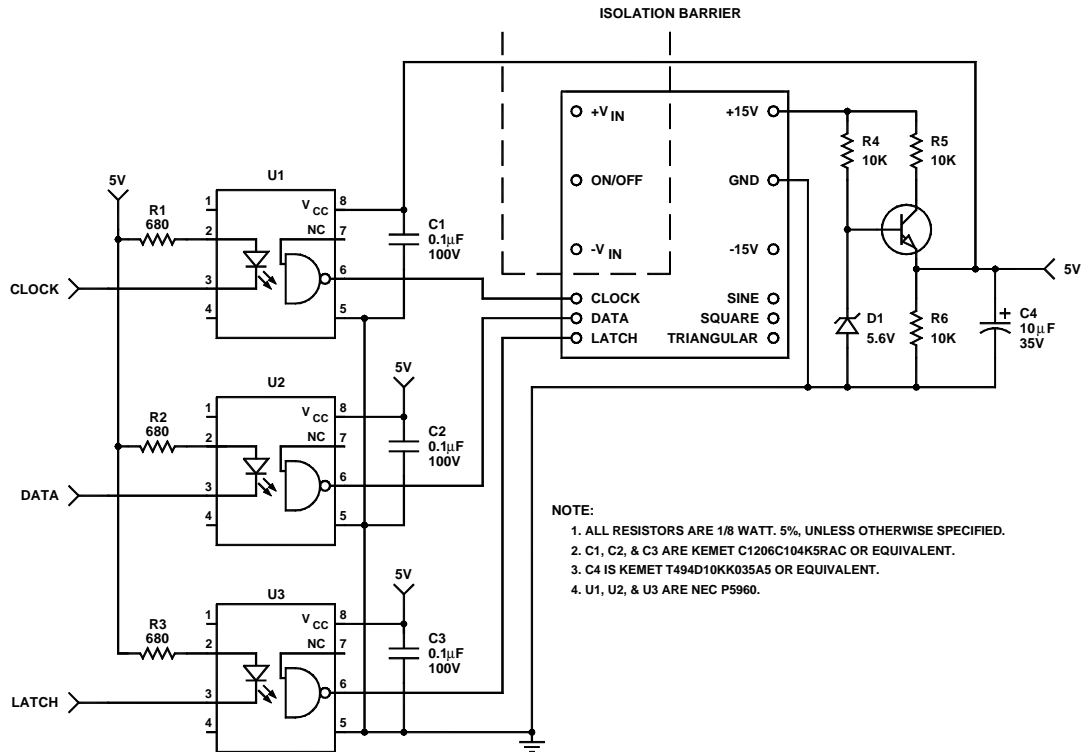 ISOLATION BARRIER
+V IN
+15V
ON/OFF
GND
-V IN
-15V
CLOCK
SINE
DATA
SQUARE
LATCH
TRIANGULAR
R4
10K
R5
10K
D1
5.6V
R6
10K
+
C4
10µF
35V
5V
5V
R1
680
CLOCK
U1
1
2
3
4
VCC
NC
8
7
6
5
C1
0.1µF
100V
R2
680
DATA
U2
1
2
3
4
VCC
NC
8
7
6
5
5V
C2
0.1µF
100V
R3
680
LATCH
U3
1
2
3
4
VCC
NC
8
7
6
5
5V
C3
0.1µF
100V
NOTE:
1. ALL RESISTORS ARE 1/8 WATT. 5%, UNLESS OTHERWISE SPECIFIED.
2. C1, C2, & C3 ARE KEMET C1206C104K5RAC OR EQUIVALENT.
3. C4 IS KEMET T494D10KK035A5 OR EQUIVALENT.
4. U1, U2, & U3 ARE NEC P5960.